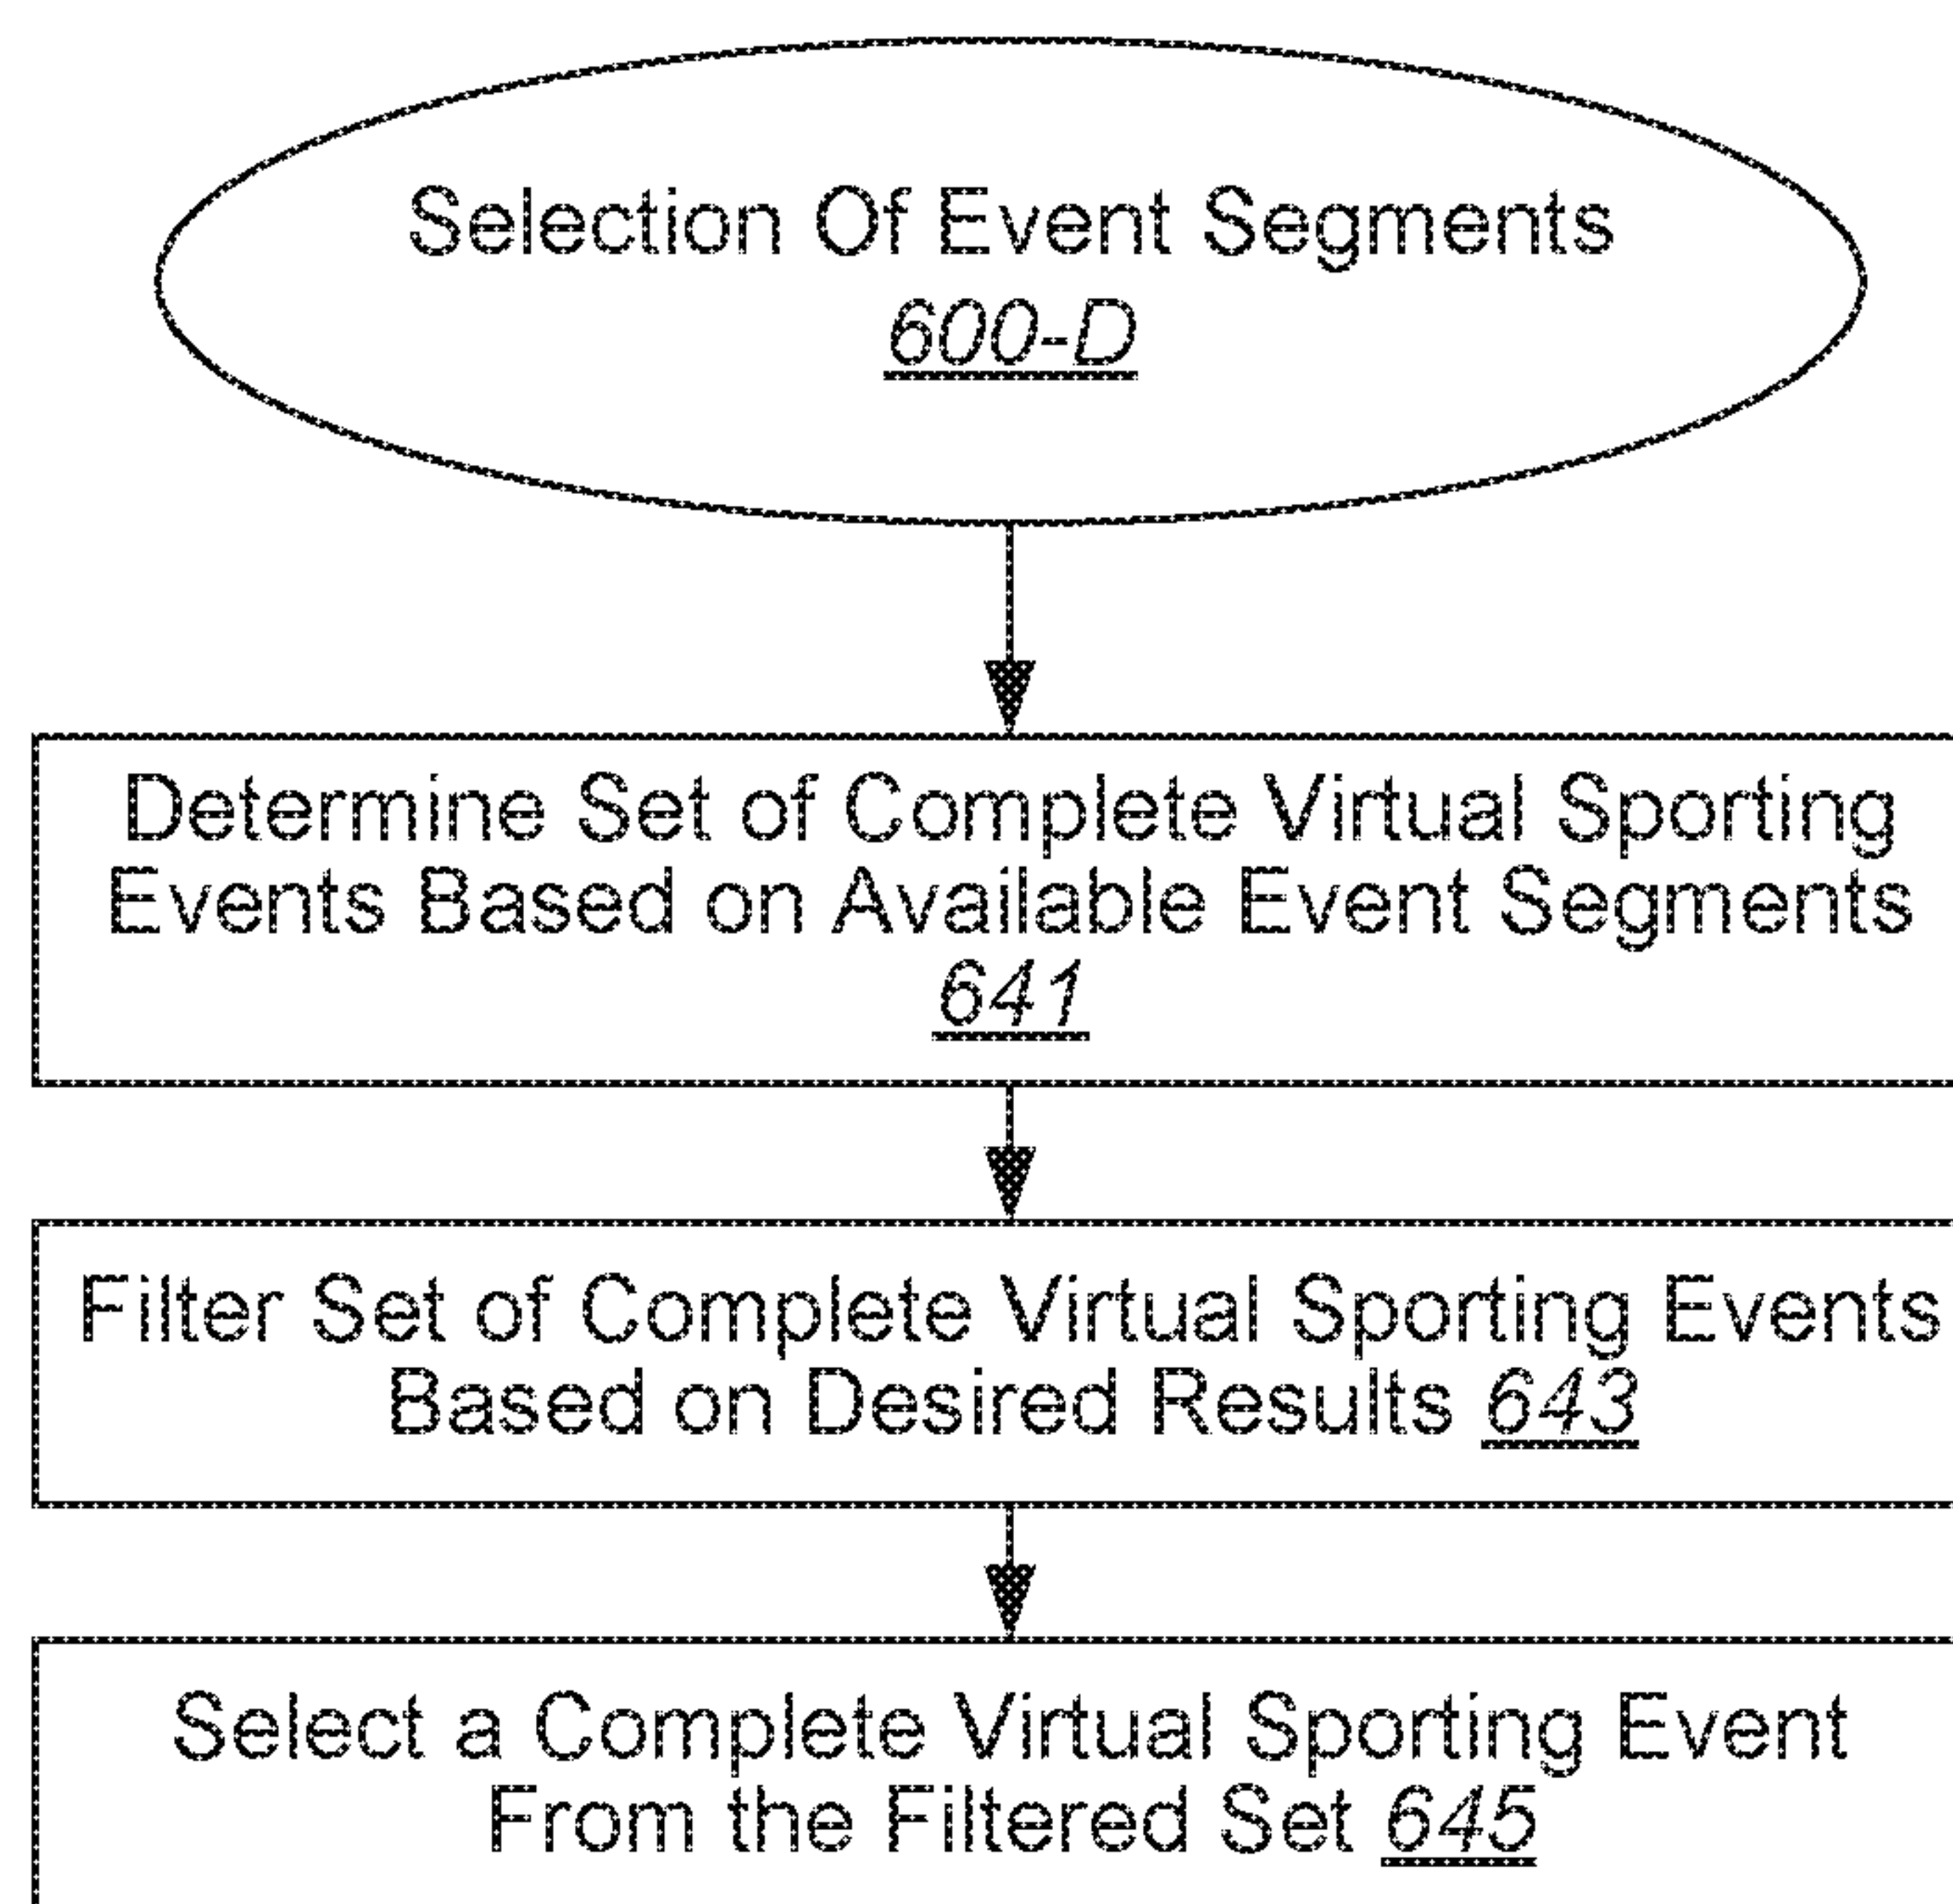 Selection Of Event Segments
600-D
Determine Set of Complete Virtual Sporting
Events Based on Available Event Segments
641
Filter Set of Complete Virtual Sporting Events
Based on Desired Results 643
Select a Complete Virtual Sporting Event
From the Filtered Set 645